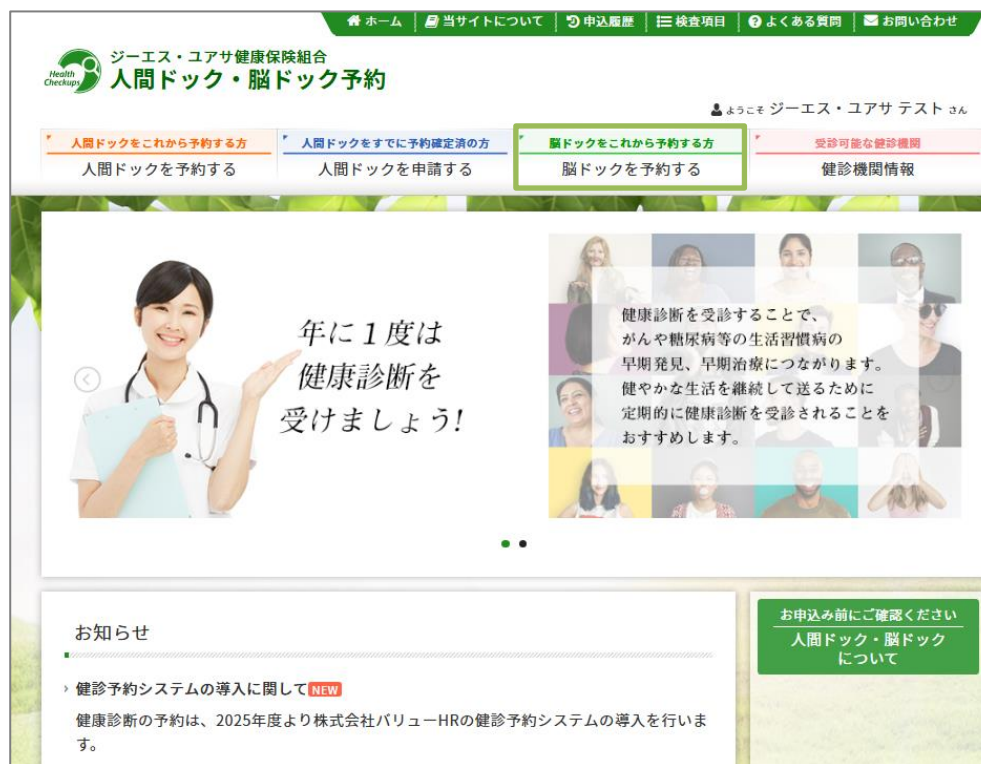 ホーム 当サイトについて 申込履歴 検査項目 よくある質問 お問い合わせ
Health
Checkups
ジーエス・ユアサ健康保険組合
人間ドック・脳ドック予約
ようこそ ジーエス・ユアサ テスト さん
人間ドックをこれから予約する方 人間ドックをすでに予約確定済の方 脳ドックをこれから予約する方 受診可能な健診機関
人間ドックを予約する 人間ドックを申請する 脳ドックを予約する 健診機関情報
年に1度は
健康診断を
受けましょう!
健康診断を受診することで、
がんや糖尿病等の生活習慣病の
早期発見、早期治療につながります。
健やかな生活を継続して送るために
定期的に健康診断を受診されることを
おすすめします。
お知らせ
健診予約システムの導入に関して NEW
健康診断の予約は、2025年度より株式会社バリューHRの健診予約システムの導入を行いま
す。
お申込み前にご確認ください
人間ドック・脳ドック
について